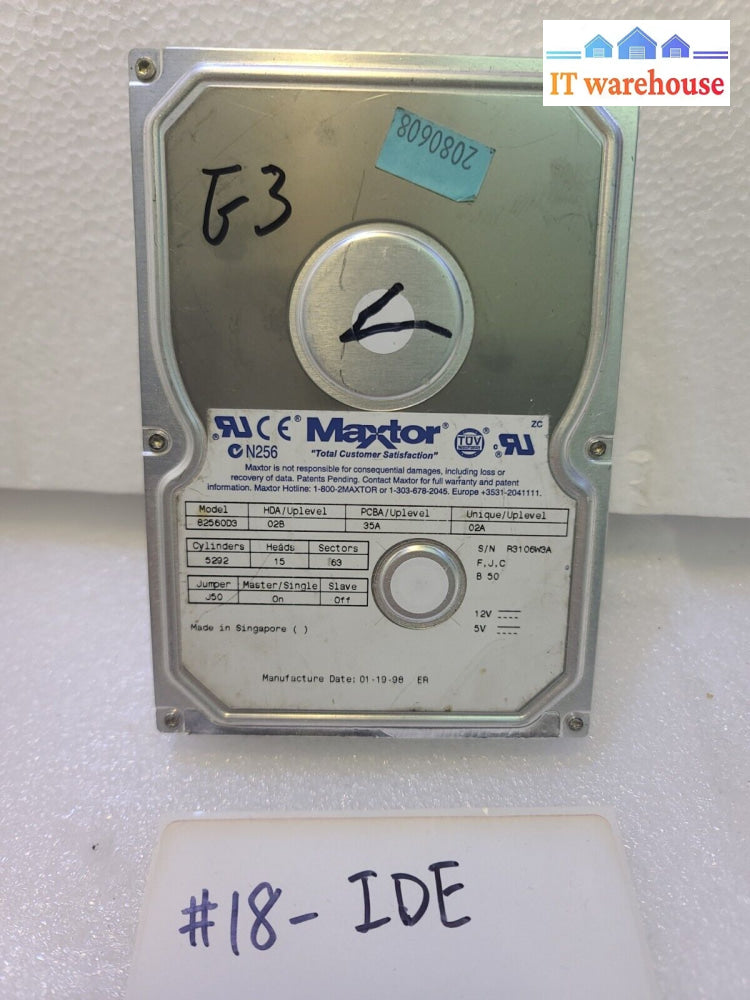 IT warehouse
2080608
E3
ZC
CE® Maxtor® TÜV
N256
"Total Customer Satisfaction"
Maxtor is not responsible for consequential damages, including loss or
recovery of data. Patents Pending. Contact Maxtor for full warranty and patent
information. Maxtor Hotline: 1-800-2MAXTOR or 1-303-678-2045. Europe +3531-2041111.
Model HDA/Uplevel PCBA/Uplevel Unique/Uplevel
82560D3 02B 35A 02A
Cylinders Heads Sectors
5292 15 63
S/N R3106W3A
F.J.C
B 50
Jumper Master/Single Slave
J50 On Off
12V
5V
Made in Singapore ( )
Manufacture Date: 01-19-98 ER
#18- IDE